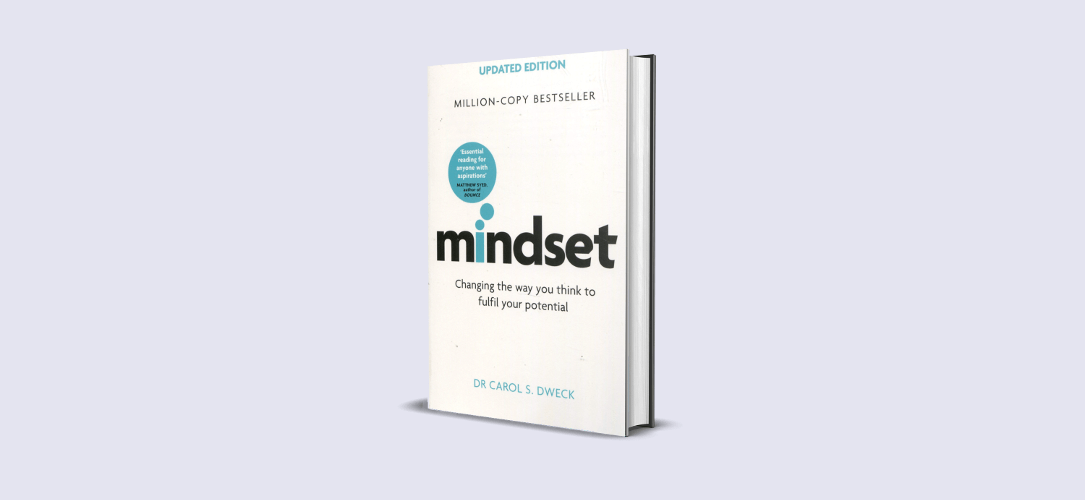 UPDATED EDITION
MILLION-COPY BESTSELLER
'Essential
reading for
anyone with
aspirations'
MATTHEW SYED,
author of
BOUNCE
mindset
Changing the way you think to
fulfil your potential
DR CAROL S. DWECK